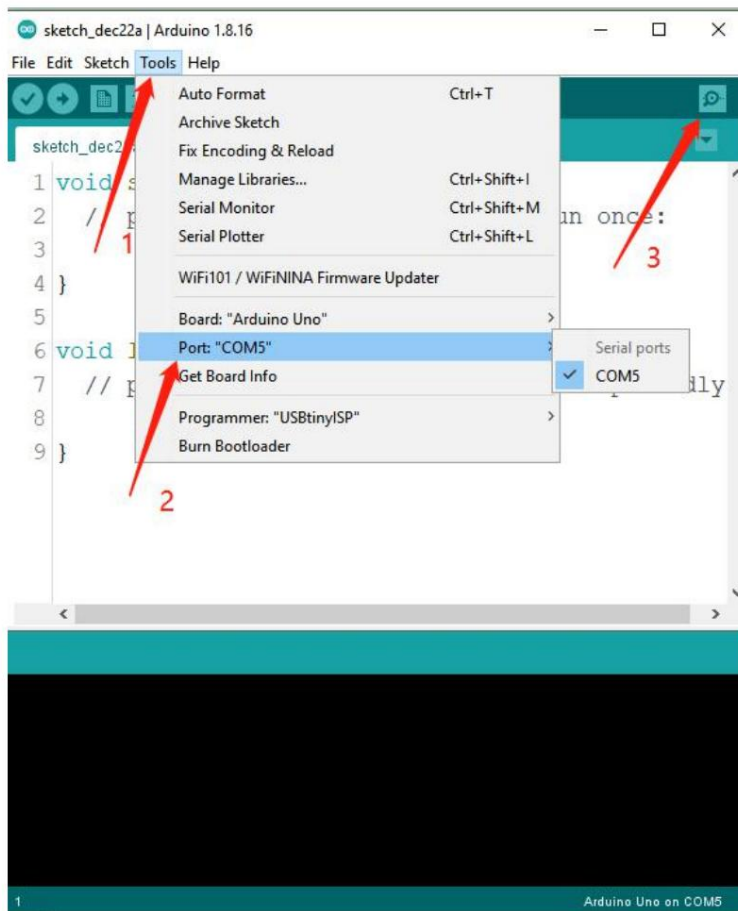 sketch_dec22a | Arduino 1.8.16
File Edit Sketch Tools Help
sketch_dec2
Auto Format Ctrl+T
Archive Sketch
Fix Encoding & Reload
Manage Libraries... Ctrl+Shift+I
Serial Monitor Ctrl+Shift+M
Serial Plotter Ctrl+Shift+L
WiFi101 / WiFiNINA Firmware Updater
Board: "Arduino Uno"
Port: "COM5"
Get Board Info
Programmer: "USBtinyISP"
Burn Bootloader
Serial ports
COM5
1 void s
2 // p un once:
3
4 }
5
6 void l
7 // p dly
8
9 }
1
2
3
1 Arduino Uno on COM5